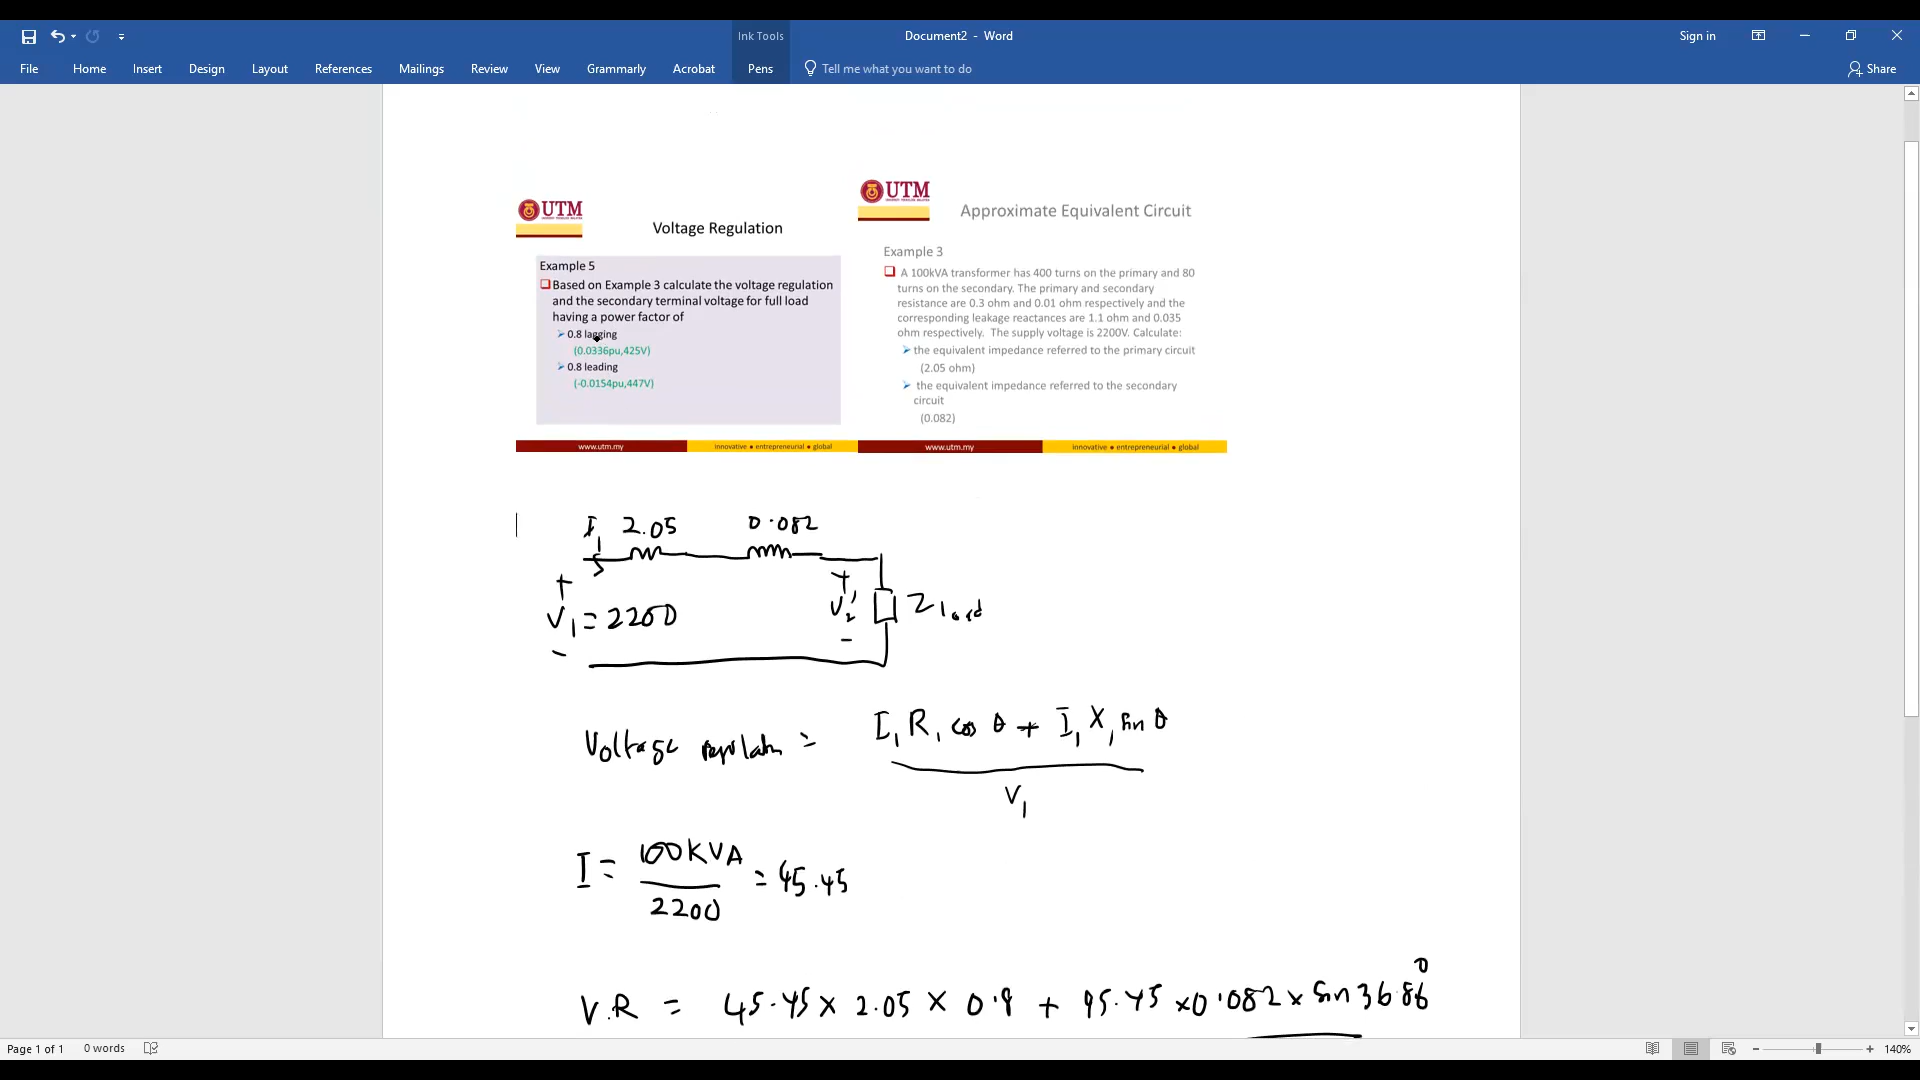 Ink Tools
Document2 - Word
Sign in
File Home Insert Design Layout References Mailings Review View Grammarly Acrobat Pens Tell me what you want to do Share
UTM
Voltage Regulation
Example 5
Based on Example 3 calculate the voltage regulation
and the secondary terminal voltage for full load
having a power factor of
0.8 lagging
(0.0336pu,425V)
0.8 leading
(-0.0154pu,447V)
www.utm.my
innovative ● entrepreneurial ● global
UTM
Approximate Equivalent Circuit
Example 3
A 100kVA transformer has 400 turns on the primary and 80
turns on the secondary. The primary and secondary
resistance are 0.3 ohm and 0.01 ohm respectively and the
corresponding leakage reactances are 1.1 ohm and 0.035
ohm respectively. The supply voltage is 2200V. Calculate:
the equivalent impedance referred to the primary circuit
(2.05 ohm)
the equivalent impedance referred to the secondary
circuit
(0.082)
www.utm.my
innovative ● entrepreneurial ● global
I1 2.05 0.082
+
V1 = 2200
-
+
V2'
-
Zload
Voltage = I1 R1 cos θ + I1 X1 sin θ
V1
I = 100KVA = 45.45
2200
V.R = 45.45 x 2.05 x 0.8 + 45.45 x 0.082 x sin 36.86°
Page 1 of 1 0 words
140%